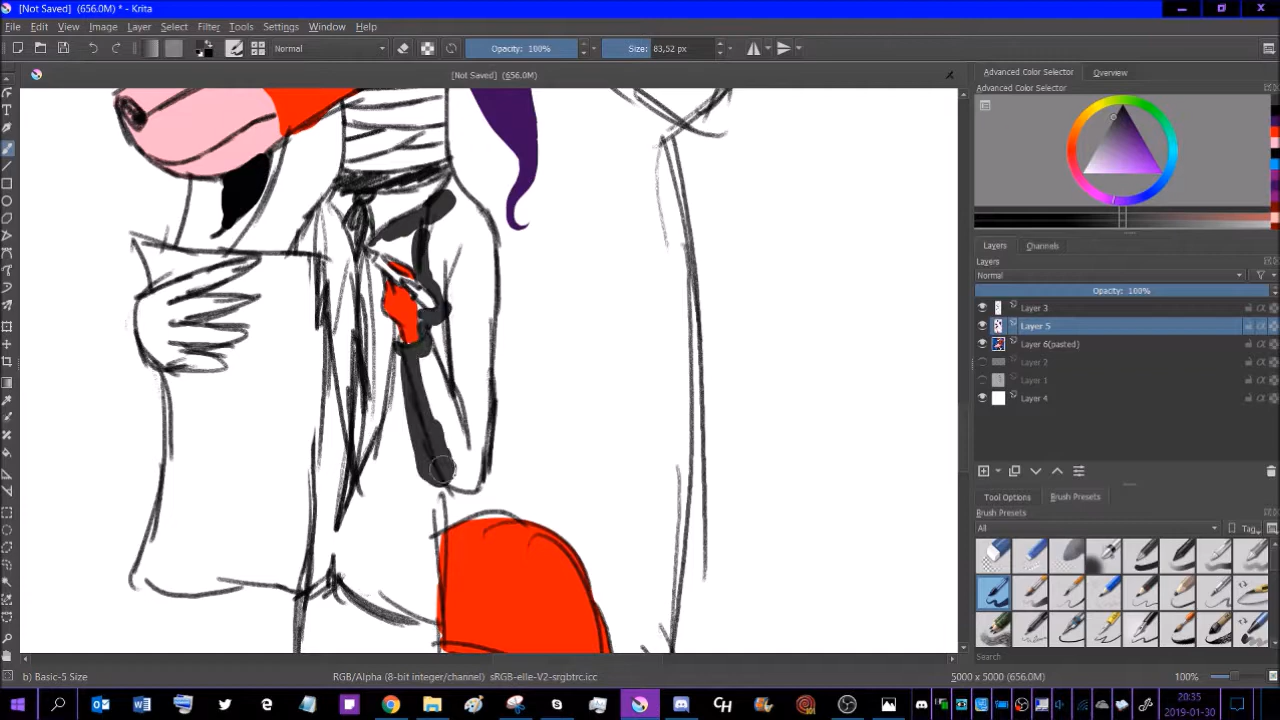 [Not Saved] (656.0M) * - Krita
File Edit View Image Layer Select Filter Tools Settings Window Help
Normal Opacity: 100% Size: 83,52 px
[Not Saved] (656.0M)
Advanced Color Selector Overview
Advanced Color Selector
Layers Channels
Layers
Normal
Opacity: 100%
Layer 3
Layer 5
Layer 6(pasted)
Layer 2
Layer 1
Layer 4
Tool Options Brush Presets
Brush Presets
All Tag
Search
b) Basic-5 Size RGB/Alpha (8-bit integer/channel) sRGB-elle-V2-srgbtrc.icc 5000 x 5000 (656.0M) 100%
20:35
2019-01-30